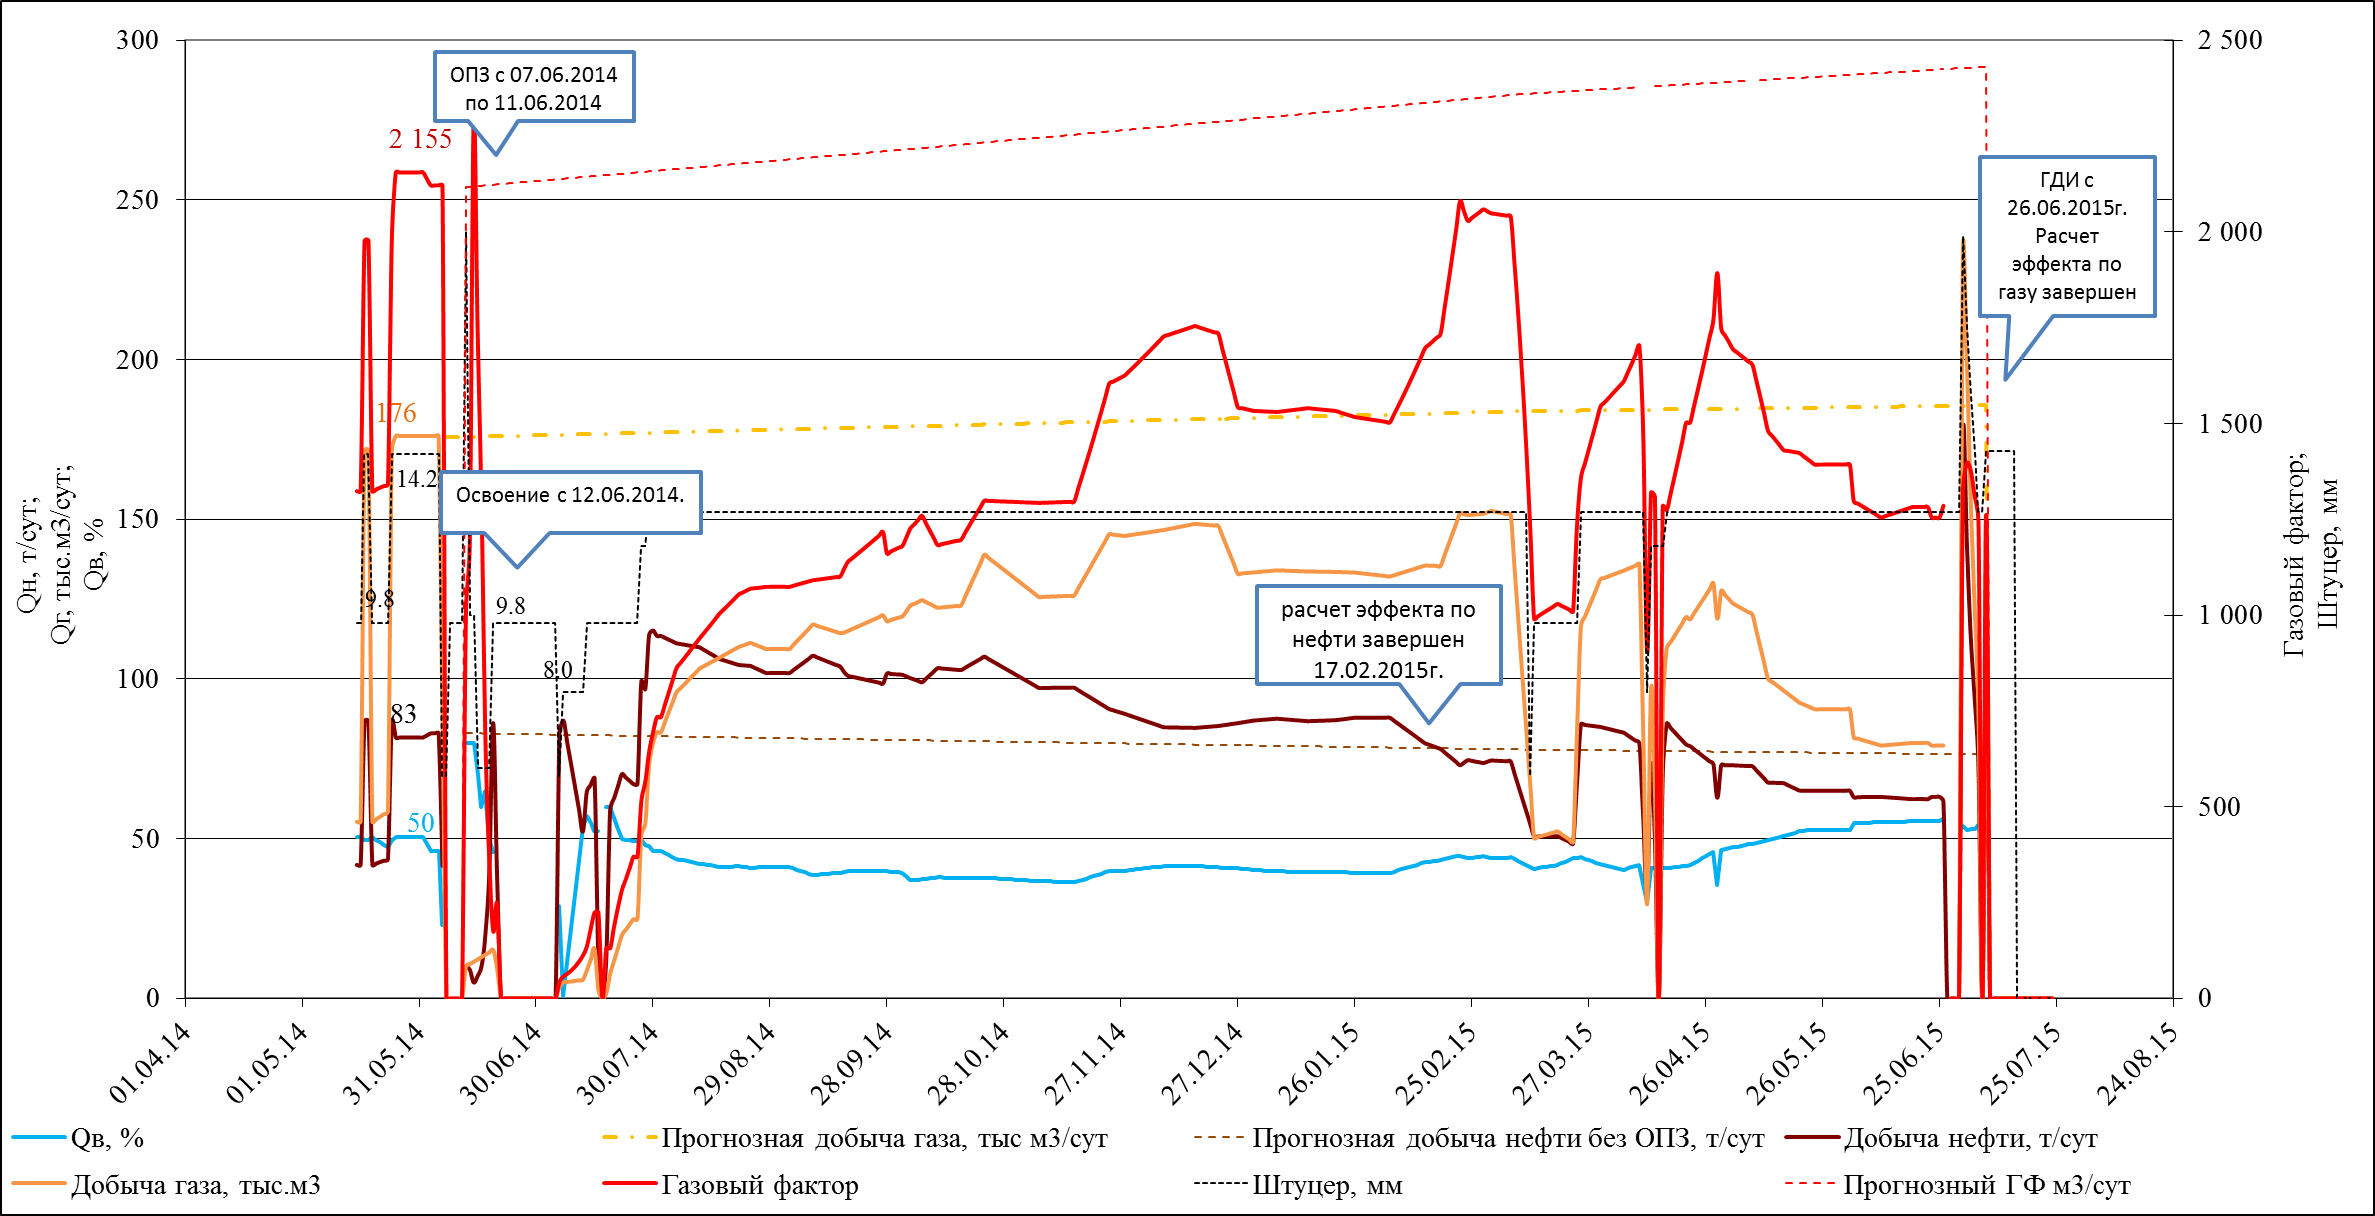 300
250
200
150
100
50
0
2 500
2 000
1 500
1 000
500
0
Qн, т/сут;
Qг, тыс.м3/сут;
Qв, %
Газовый фактор;
Штуцер, мм
ОПЗ с 07.06.2014
по 11.06.2014
2 155
ГДИ с
26.06.2015г.
Расчет
эффекта по
газу завершен
176
14.2
Освоение с 12.06.2014.
9.8
9.8
расчет эффекта по
нефти завершен
17.02.2015г.
8.0
83
50
01.04.14
01.05.14
31.05.14
30.06.14
30.07.14
29.08.14
28.09.14
28.10.14
27.11.14
27.12.14
26.01.15
25.02.15
27.03.15
26.04.15
26.05.15
25.06.15
25.07.15
24.08.15
Qв, %
Прогнозная добыча газа, тыс м3/сут
Прогнозная добыча нефти без ОПЗ, т/сут
Добыча нефти, т/сут
Добыча газа, тыс.м3
Газовый фактор
Штуцер, мм
Прогнозный ГФ м3/сут